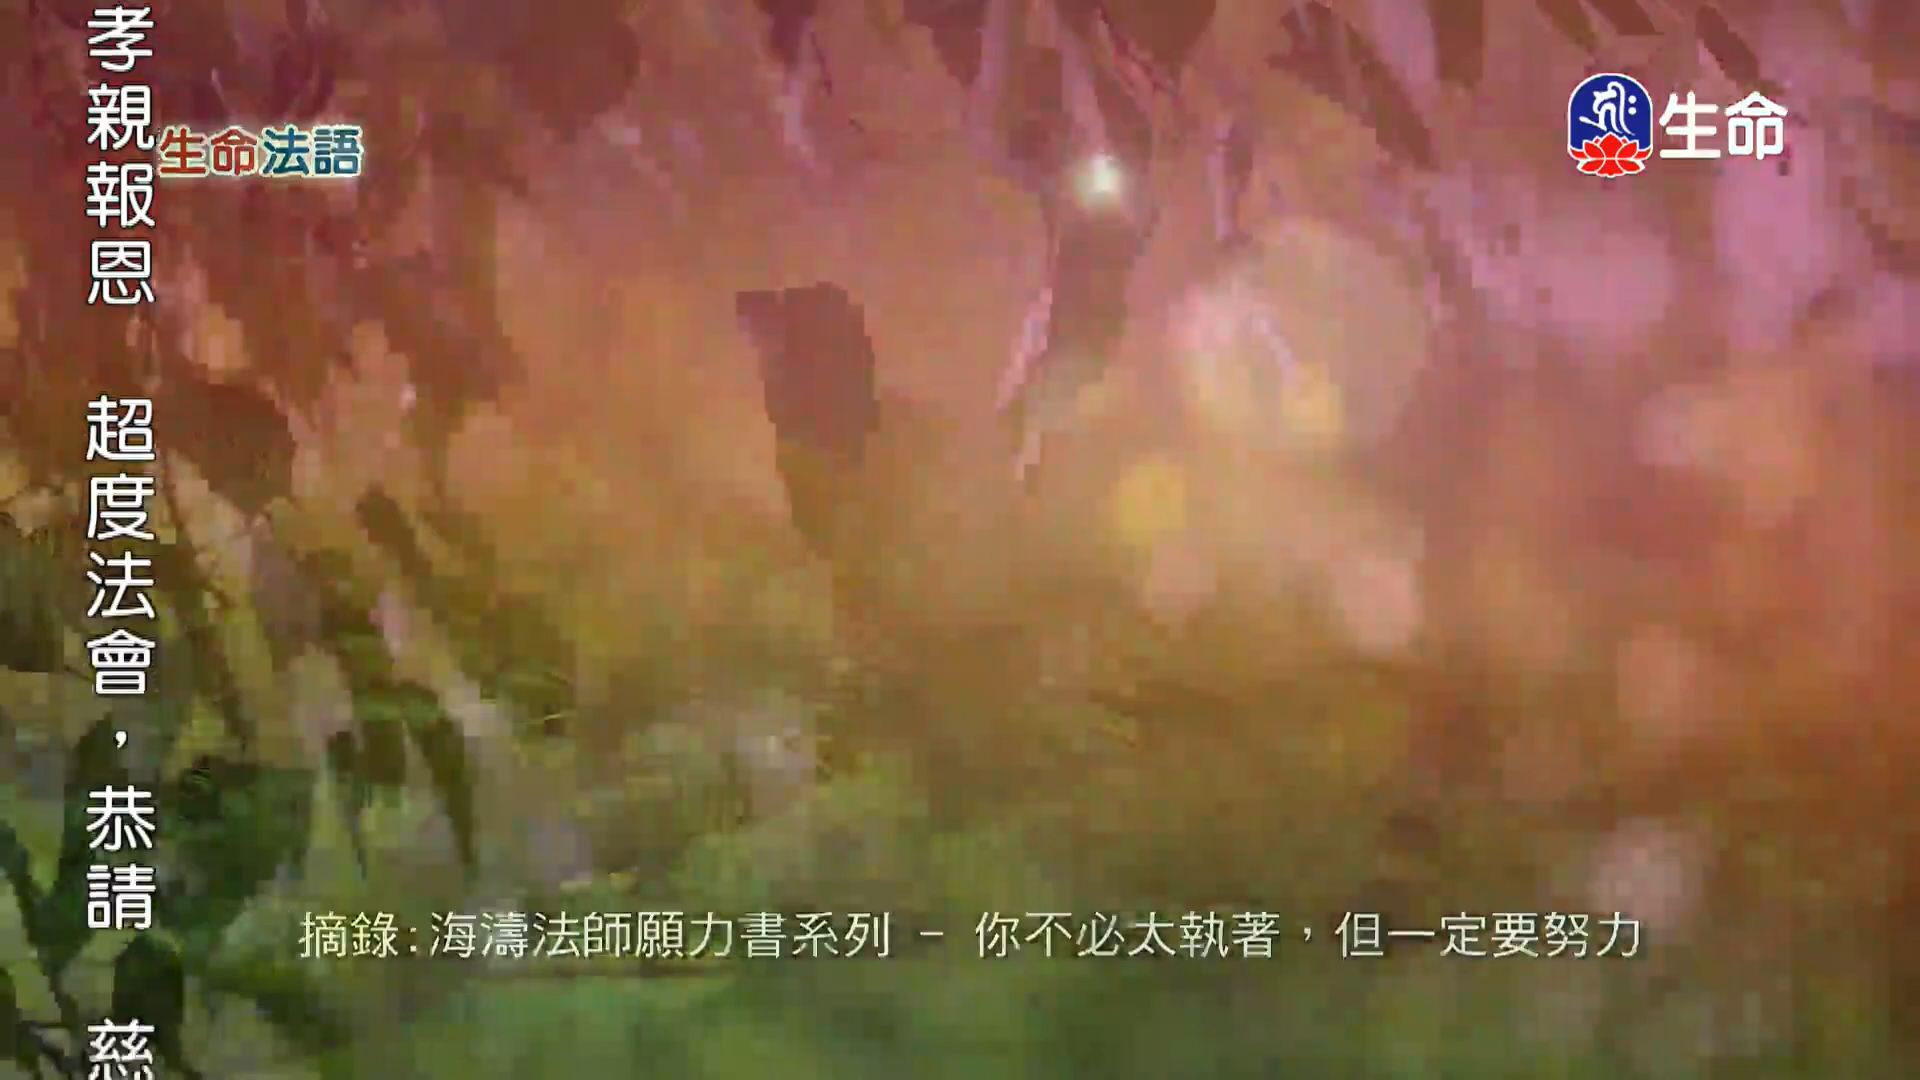 孝親報恩 超度法會，恭請 慈
生命法語
生命
摘錄:海濤法師願力書系列 - 你不必太執著，但一定要努力